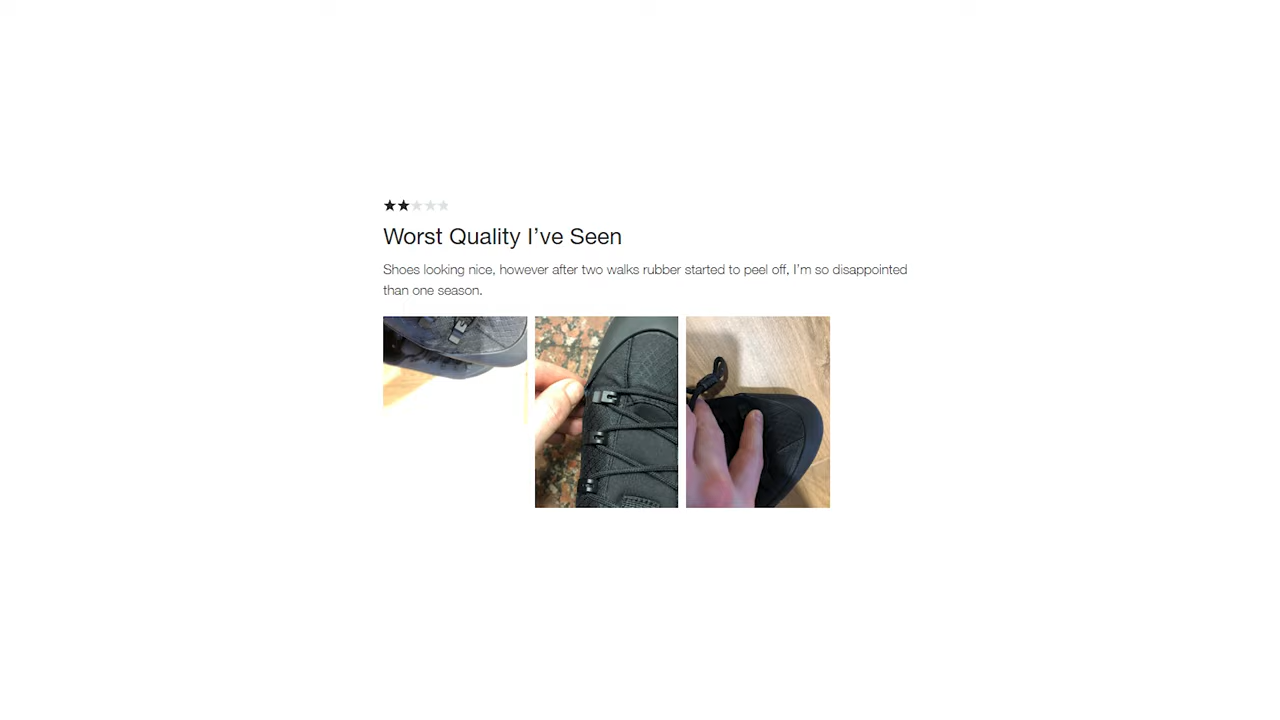 Worst Quality I’ve Seen
Shoes looking nice, however after two walks rubber started to peel off, I’m so disappointed
than one season.